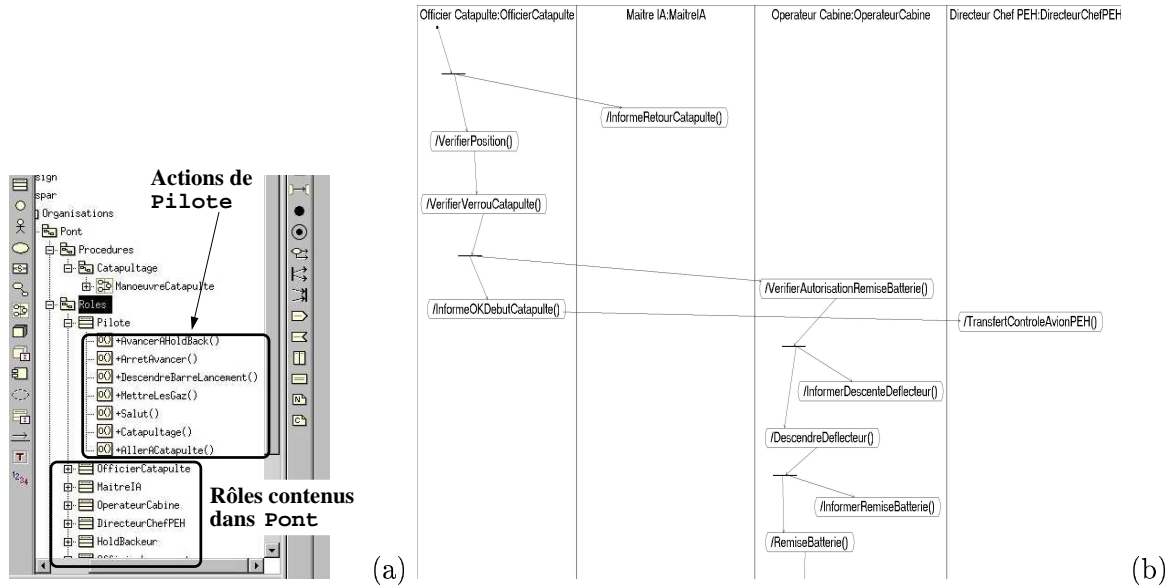 Actions de
Pilote
sign
spar
Organisations
Pont
Procedures
Catapultage
ManoeuvreCatapulte
Roles
Pilote
+AvancerAHoldBack()
+ArretAvancer()
+DescendreBarreLancement()
+MettreLesGaz()
+Salut()
+Catapultage()
+AllerACatapulte()
OfficierCatapulte
MaitreIA
OperateurCabine
DirecteurChefPEH
HoldBackeur
Rôles contenus
dans Pont
(a)
Officier Catapulte:OfficierCatapulte
Maitre IA:MaitreIA
Operateur Cabine:OperateurCabine
Directeur Chef PEH:DirecteurChefPEH
/InformeRetourCatapulte()
/VerifierPosition()
/VerifierVerrouCatapulte()
/VerifierAutorisationRemiseBatterie()
/InformeOKDebutCatapulte()
/TransfertControleAvionPEH()
/InformerDescenteDeflecteur()
/DescendreDeflecteur()
/InformerRemiseBatterie()
/RemiseBatterie()
(b)